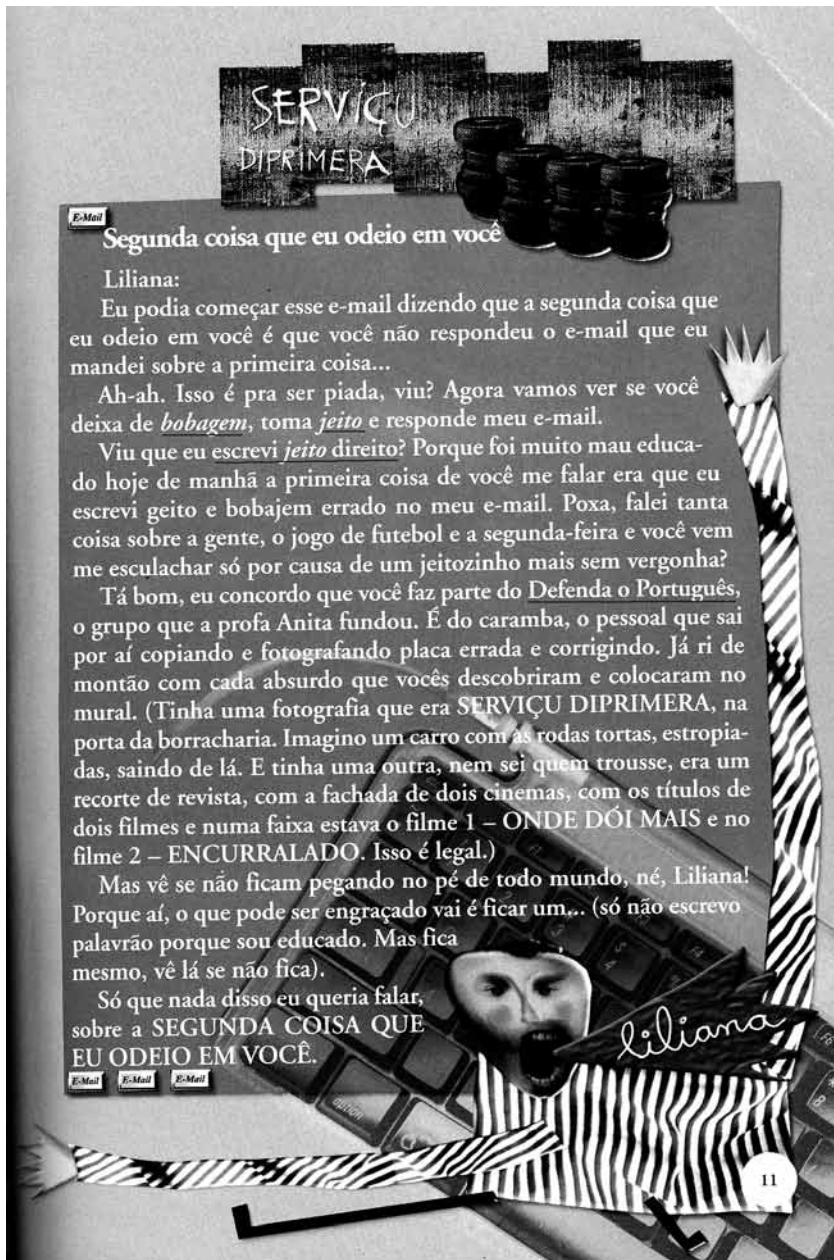 SERVIÇU
DIPRIMERA
E-Mail
Segunda coisa que eu odeio em você
Liliana:
Eu podia começar esse e-mail dizendo que a segunda coisa que
eu odeio em você é que você não respondeu o e-mail que eu
mandei sobre a primeira coisa...
Ah-ah. Isso é pra ser piada, viu? Agora vamos ver se você
deixa de bobagem, toma jeito e responde meu e-mail.
Viu que eu escrevi jeito direito? Porque foi muito mau educa-
do hoje de manhã a primeira coisa de você me falar era que eu
escrevi geito e bobajem errado no meu e-mail. Poxa, falei tanta
coisa sobre a gente, o jogo de futebol e a segunda-feira e você vem
me esculachar só por causa de um jeitozinho mais sem vergonha?
Tá bom, eu concordo que você faz parte do Defenda o Português,
o grupo que a profa Anita fundou. É do caramba, o pessoal que sai
por aí copiando e fotografando placa errada e corrigindo. Já ri de
montão com cada absurdo que vocês descobriram e colocaram no
mural. (Tinha uma fotografia que era SERVIÇU DIPRIMERA, na
porta da borracharia. Imagino um carro com as rodas tortas, estropia-
das, saindo de lá. E tinha uma outra, nem sei quem trousse, era um
recorte de revista, com a fachada de dois cinemas, com os títulos de
dois filmes e numa faixa estava o filme 1 – ONDE DÓI MAIS e no
filme 2 – ENCURRALADO. Isso é legal.)
Mas vê se não ficam pegando no pé de todo mundo, né, Liliana!
Porque aí, o que pode ser engraçado vai é ficar um... (só não escrevo
palavrão porque sou educado. Mas fica
mesmo, vê lá se não fica).
Só que nada disso eu queria falar,
sobre a SEGUNDA COISA QUE
EU ODEIO EM VOCÊ.
E-Mail E-Mail E-Mail
liliana
option
11